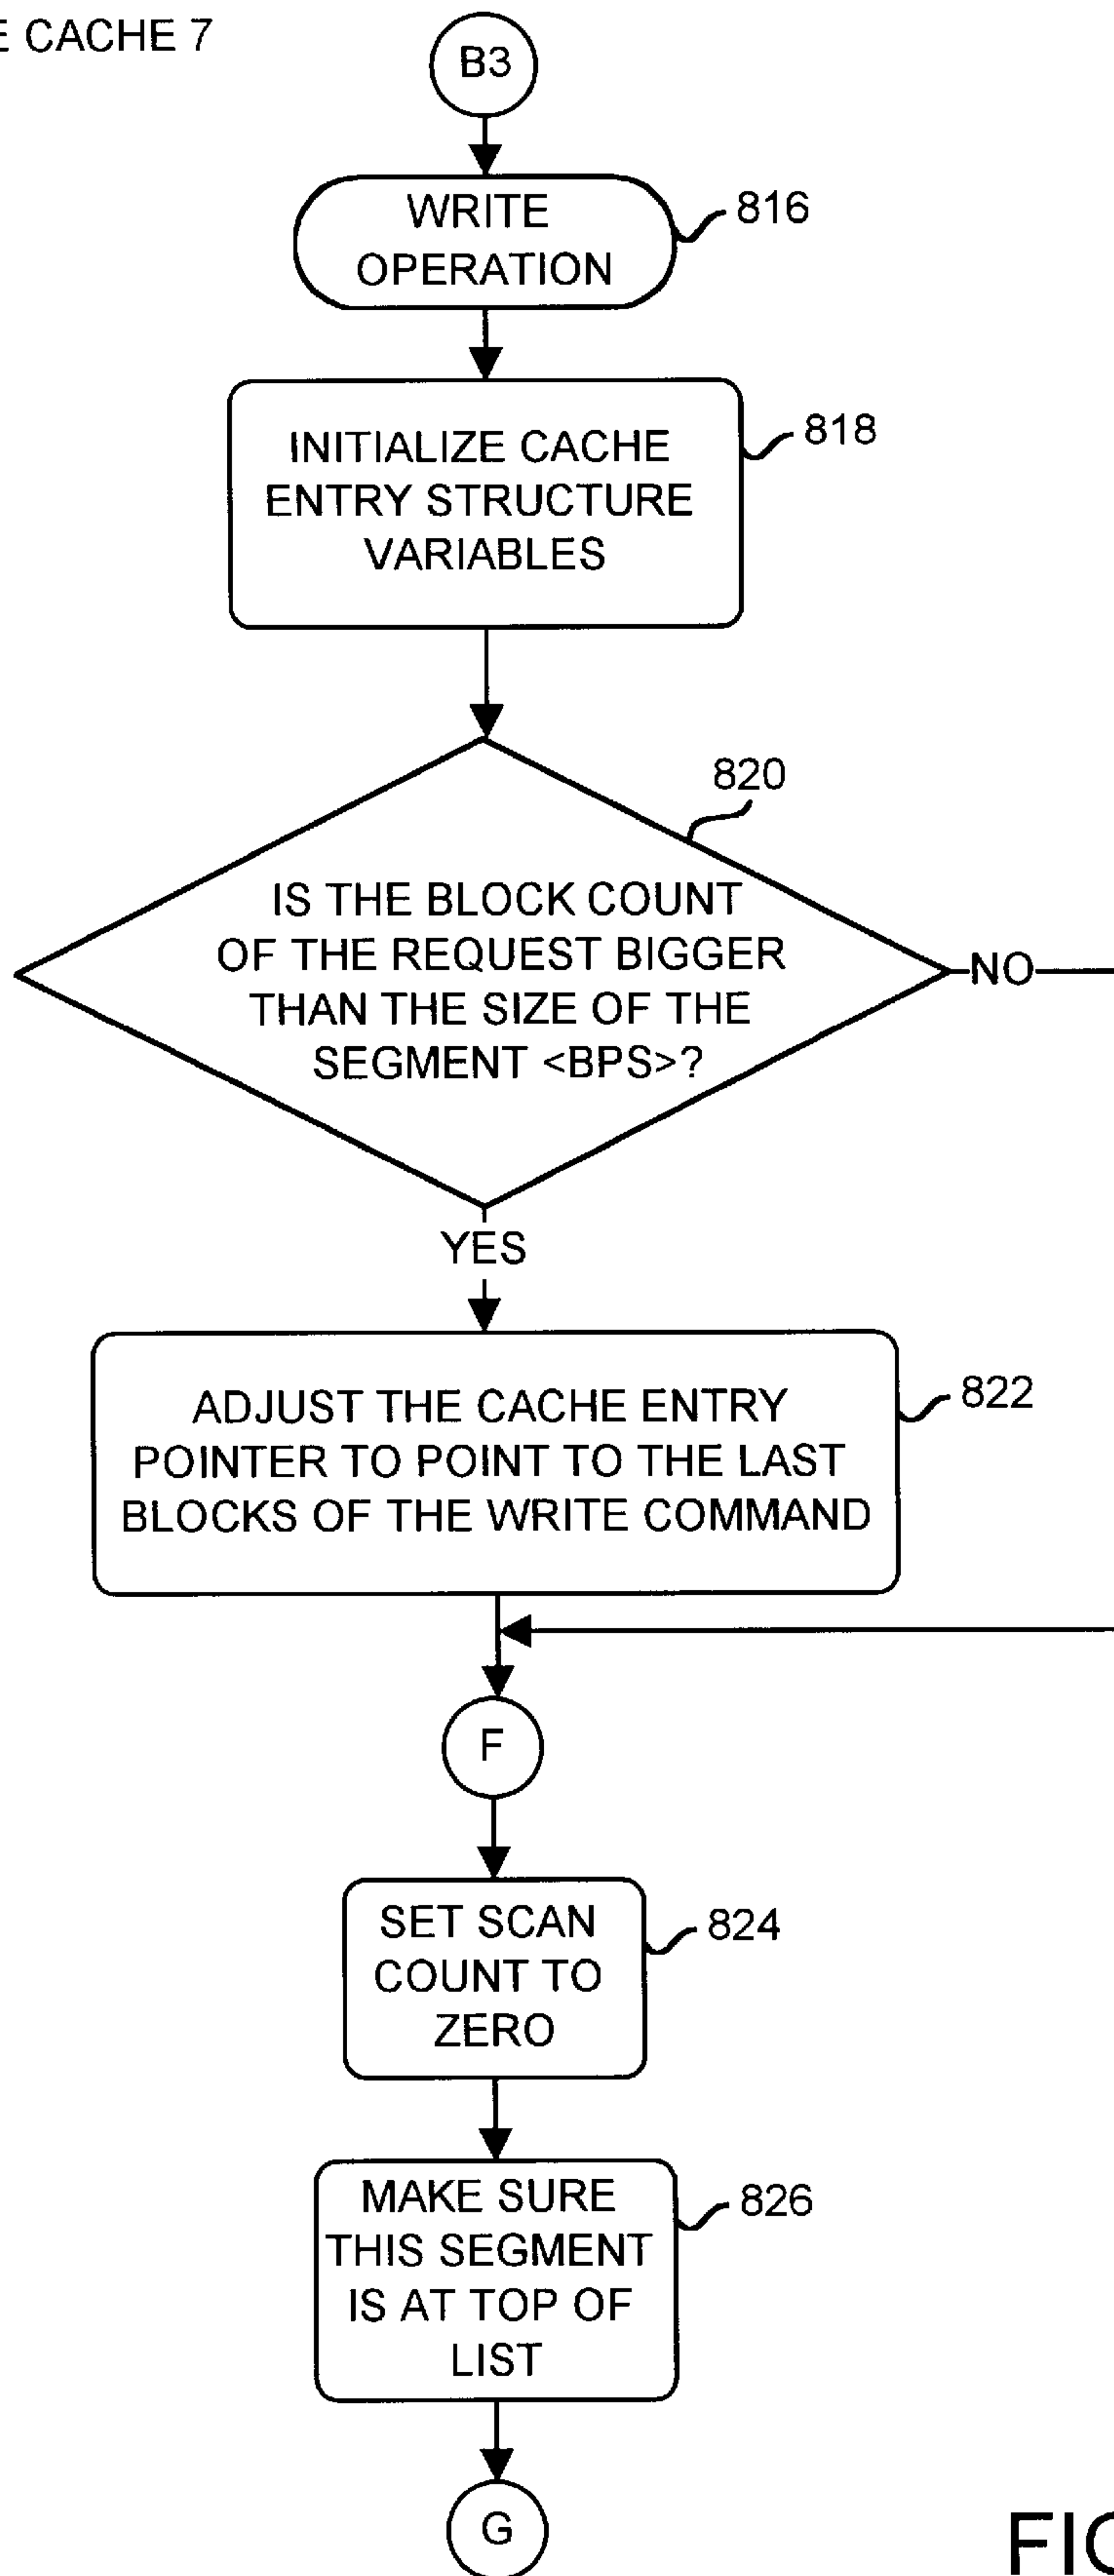 E CACHE 7
B3
WRITE
OPERATION
816
INITIALIZE CACHE
ENTRY STRUCTURE
VARIABLES
818
820
IS THE BLOCK COUNT
OF THE REQUEST BIGGER
THAN THE SIZE OF THE
SEGMENT <BPS>?
NO
YES
ADJUST THE CACHE ENTRY
POINTER TO POINT TO THE LAST
BLOCKS OF THE WRITE COMMAND
822
F
SET SCAN
COUNT TO
ZERO
824
MAKE SURE
THIS SEGMENT
IS AT TOP OF
LIST
826
G
FIG